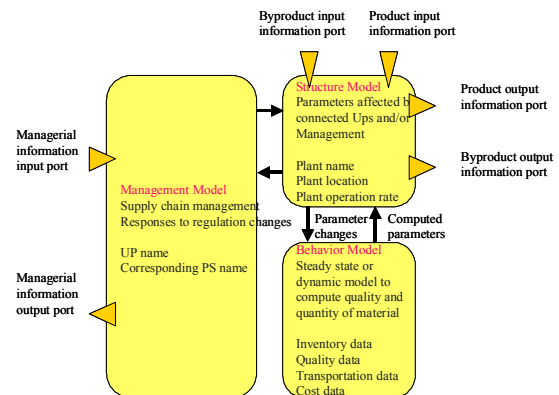 Byproduct input
information port
Product input
information port
Structure Model
Parameters affected b
connected Ups and/or
Management
Plant name
Plant location
Plant operation rate
Product output
information port
Byproduct output
information port
Managerial
information
input port
Management Model
Supply chain management
Responses to regulation changes
UP name
Corresponding PS name
Managerial
information
output port
Parameter
changes
Computed
parameters
Behavior Model
Steady state or
dynamic model to
compute quality and
quantity of material
Inventory data
Quality data
Transportation data
Cost data